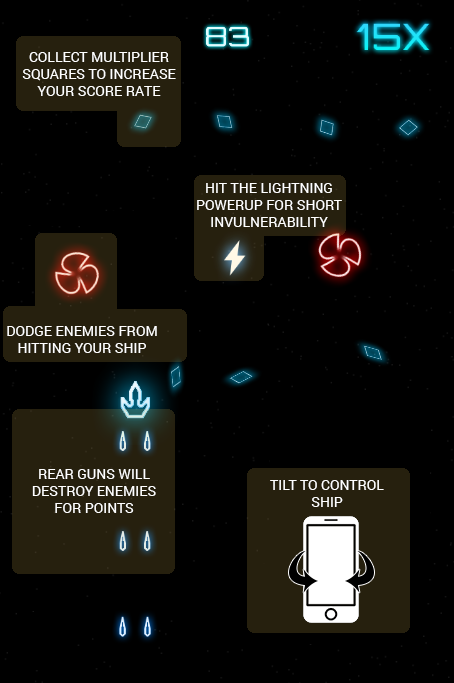 83
15X
COLLECT MULTIPLIER
SQUARES TO INCREASE
YOUR SCORE RATE
HIT THE LIGHTNING
POWERUP FOR SHORT
INVULNERABILITY
DODGE ENEMIES FROM
HITTING YOUR SHIP
REAR GUNS WILL
DESTROY ENEMIES
FOR POINTS
TILT TO CONTROL
SHIP